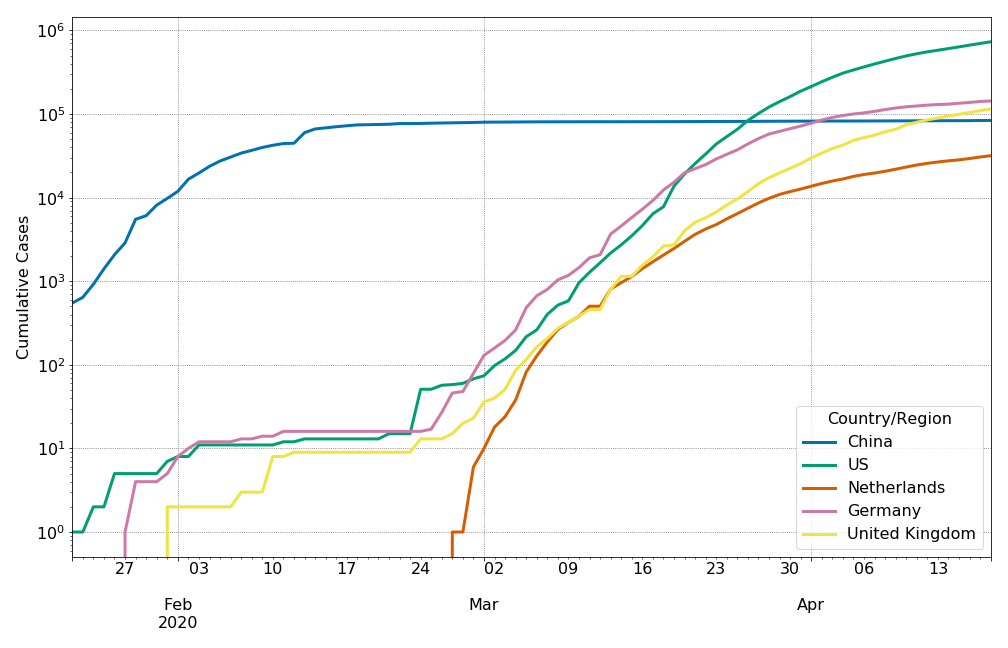 Cumulative Cases
10⁶
10⁵
10⁴
10³
10²
10¹
10⁰
27 03 10 17 24 02 09 16 23 30 06 13
Feb Mar Apr
2020
Country/Region
China
US
Netherlands
Germany
United Kingdom